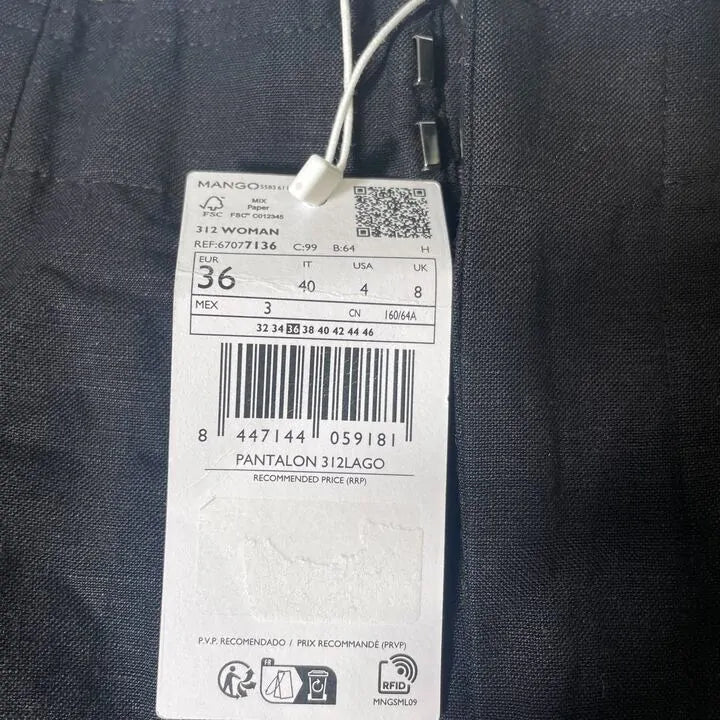 MANGO
MIX
Paper
FSC FSC® C012345
312 WOMAN
REF:67077136 C:99 B:64 H
EUR IT USA UK
36 40 4 8
MEX 3 CN 160/64A
32 34 36 38 40 42 44 46
8 447144 059181
PANTALON 312LAGO
RECOMMENDED PRICE (RRP)
P.V.P. RECOMENDADO / PRIX RECOMMANDÉ (PRVP)
FR
RFID
MNGSML09